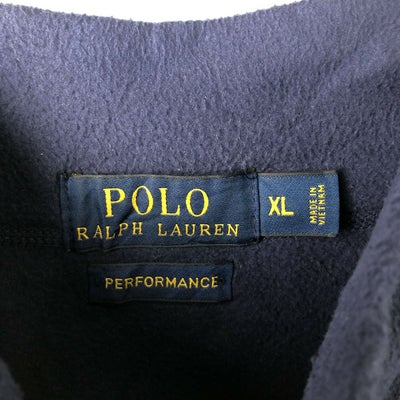 POLO
RALPH LAUREN
XL
MADE IN
VIETNAM
PERFORMANCE